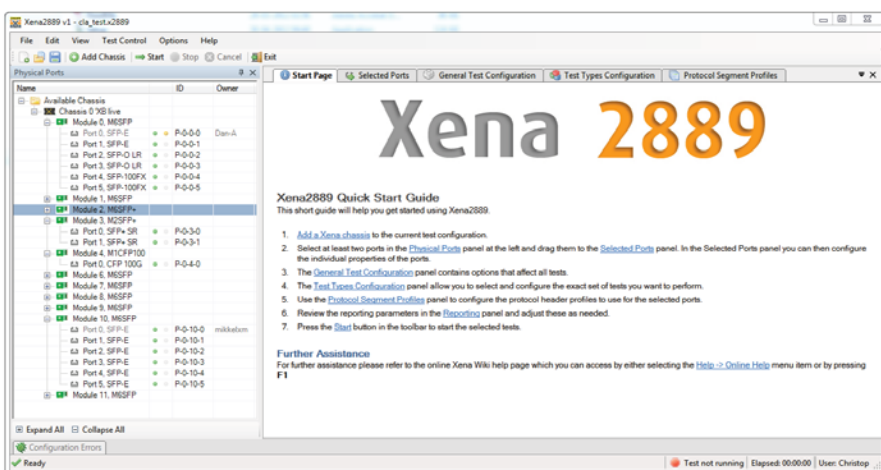 Xena2889 v1 - cla_test.x2889
File Edit View Test Control Options Help
Add Chassis Start Stop Cancel Exit
Physical Ports
Name ID Owner
Available Chassis
Chassis 0 'XB live
Module 0, M6SFP
Port 0, SFP-E P-0-0-0 Dan-A
Port 1, SFP-E P-0-0-1
Port 2, SFP-O LR P-0-0-2
Port 3, SFP-O LR P-0-0-3
Port 4, SFP-100FX P-0-0-4
Port 5, SFP-100FX P-0-0-5
Module 1, M6SFP
Module 2, M6SFP+
Module 3, M2SFP+
Port 0, SFP+ SR P-0-3-0
Port 1, SFP+ SR P-0-3-1
Module 4, M1CFP100
Port 0, CFP 100G P-0-4-0
Module 6, M6SFP
Module 7, M6SFP
Module 8, M6SFP
Module 9, M6SFP
Module 10, M6SFP
Port 0, SFP-E P-0-10-0 mikkelxm
Port 1, SFP-E P-0-10-1
Port 2, SFP-E P-0-10-2
Port 3, SFP-E P-0-10-3
Port 4, SFP-E P-0-10-4
Port 5, SFP-E P-0-10-5
Module 11, M6SFP
Expand All Collapse All
Start Page Selected Ports General Test Configuration Test Types Configuration Protocol Segment Profiles
Xena 2889
Xena2889 Quick Start Guide
This short guide will help you get started using Xena2889.
1. Add a Xena chassis to the current test configuration.
2. Select at least two ports in the Physical Ports panel at the left and drag them to the Selected Ports panel. In the Selected Ports panel you can then configure
the individual properties of the ports.
3. The General Test Configuration panel contains options that affect all tests.
4. The Test Types Configuration panel allow you to select and configure the exact set of tests you want to perform.
5. Use the Protocol Segment Profiles panel to configure the protocol header profiles to use for the selected ports.
6. Review the reporting parameters in the Reporting panel and adjust these as needed.
7. Press the Start button in the toolbar to start the selected tests.
Further Assistance
For further assistance please refer to the online Xena Wiki help page which you can access by either selecting the Help -> Online Help menu item or by pressing
F1
Configuration Errors
Ready Test not running Elapsed: 00:00:00 User: Christop